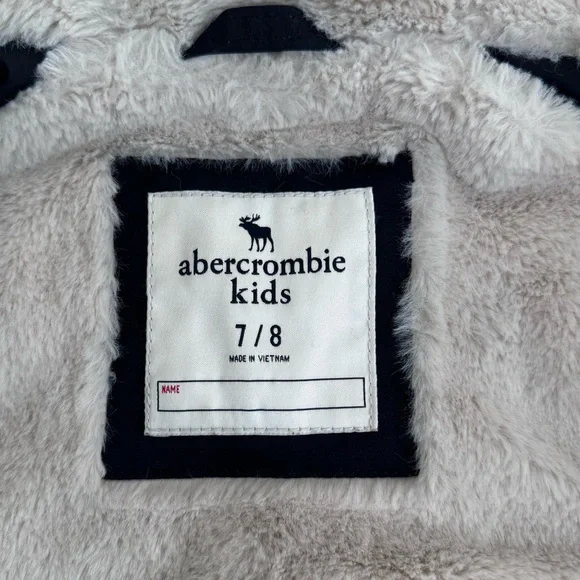 abercrombie
kids
7 / 8
MADE IN VIETNAM
NAME